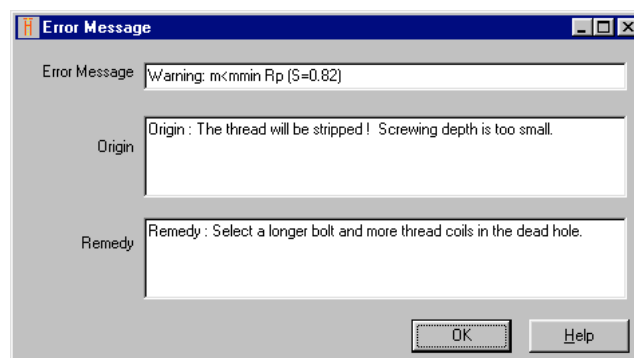 Error Message
Error Message Warning: m<mmin Rp (S=0.82)
Origin Origin : The thread will be stripped ! Screwing depth is too small.
Remedy Remedy : Select a longer bolt and more thread coils in the dead hole.
OK Help